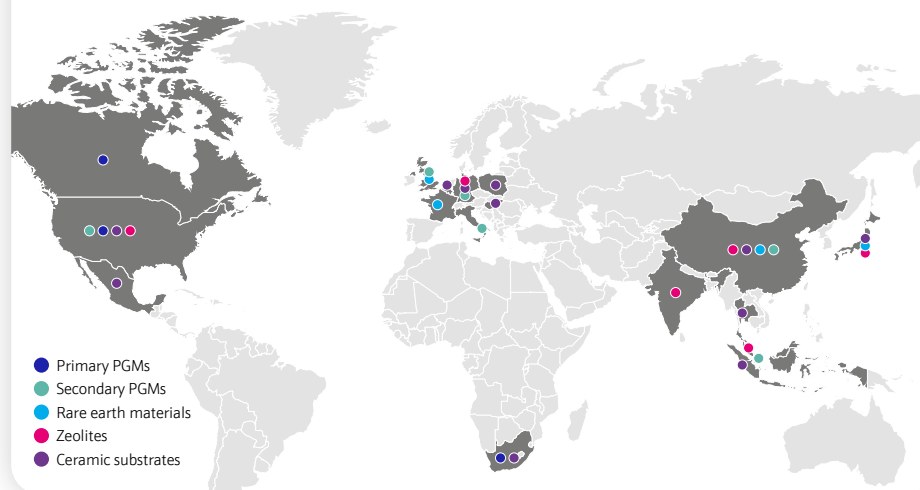 Primary PGMs
Secondary PGMs
Rare earth materials
Zeolites
Ceramic substrates